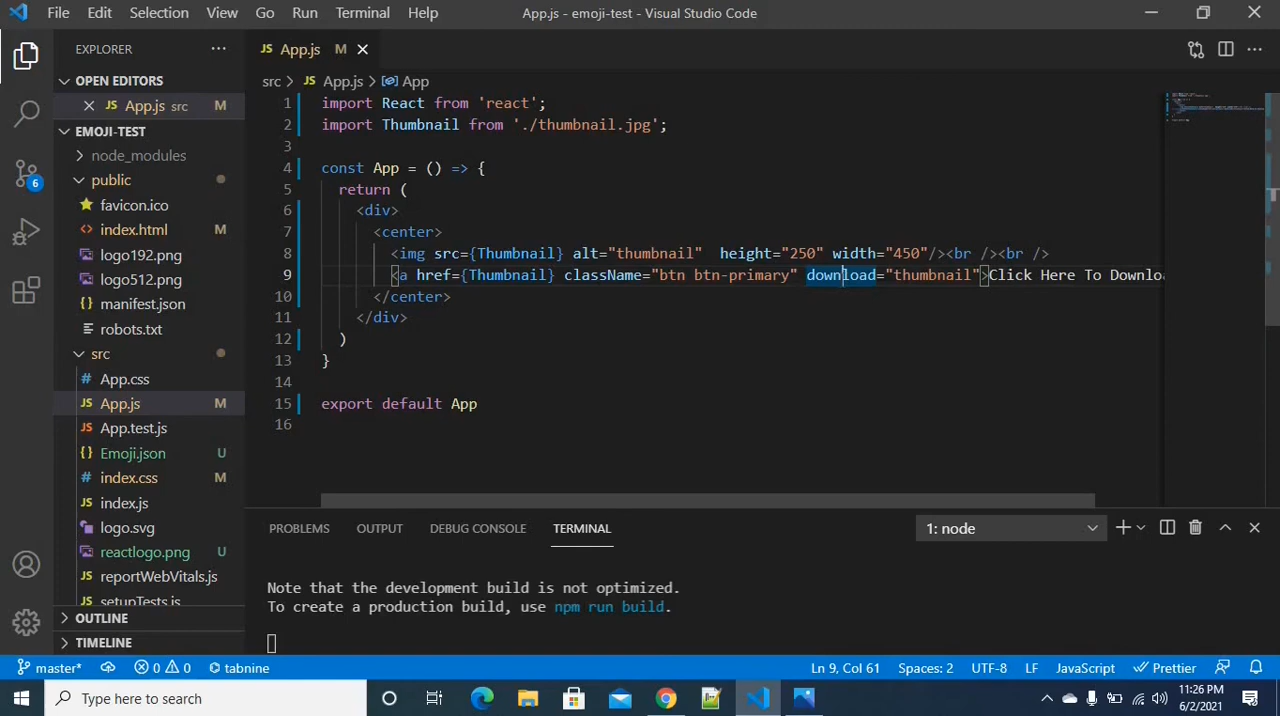 File Edit Selection View Go Run Terminal Help App.js - emoji-test - Visual Studio Code
EXPLORER
OPEN EDITORS
App.js src M
EMOJI-TEST
node_modules
public
favicon.ico
index.html M
logo192.png
logo512.png
manifest.json
robots.txt
src
App.css
App.js M
App.test.js
Emoji.json U
index.css M
index.js
logo.svg
reactlogo.png U
reportWebVitals.js
setupTests.js
OUTLINE
TIMELINE
6
App.js M
src > App.js > App
1 import React from 'react';
2 import Thumbnail from './thumbnail.jpg';
3
4 const App = () => {
5 return (
6 <div>
7 <center>
8 <img src={Thumbnail} alt="thumbnail"  height="250" width="450"/><br /><br />
9 <a href={Thumbnail} className="btn btn-primary" download="thumbnail">Click Here To Downloa
10 </center>
11 </div>
12 )
13 }
14
15 export default App
16
PROBLEMS OUTPUT DEBUG CONSOLE TERMINAL 1: node
Note that the development build is not optimized.
To create a production build, use npm run build.
master* 0 0 tabnine Ln 9, Col 61 Spaces: 2 UTF-8 LF JavaScript Prettier
Type here to search
11:26 PM
6/2/2021